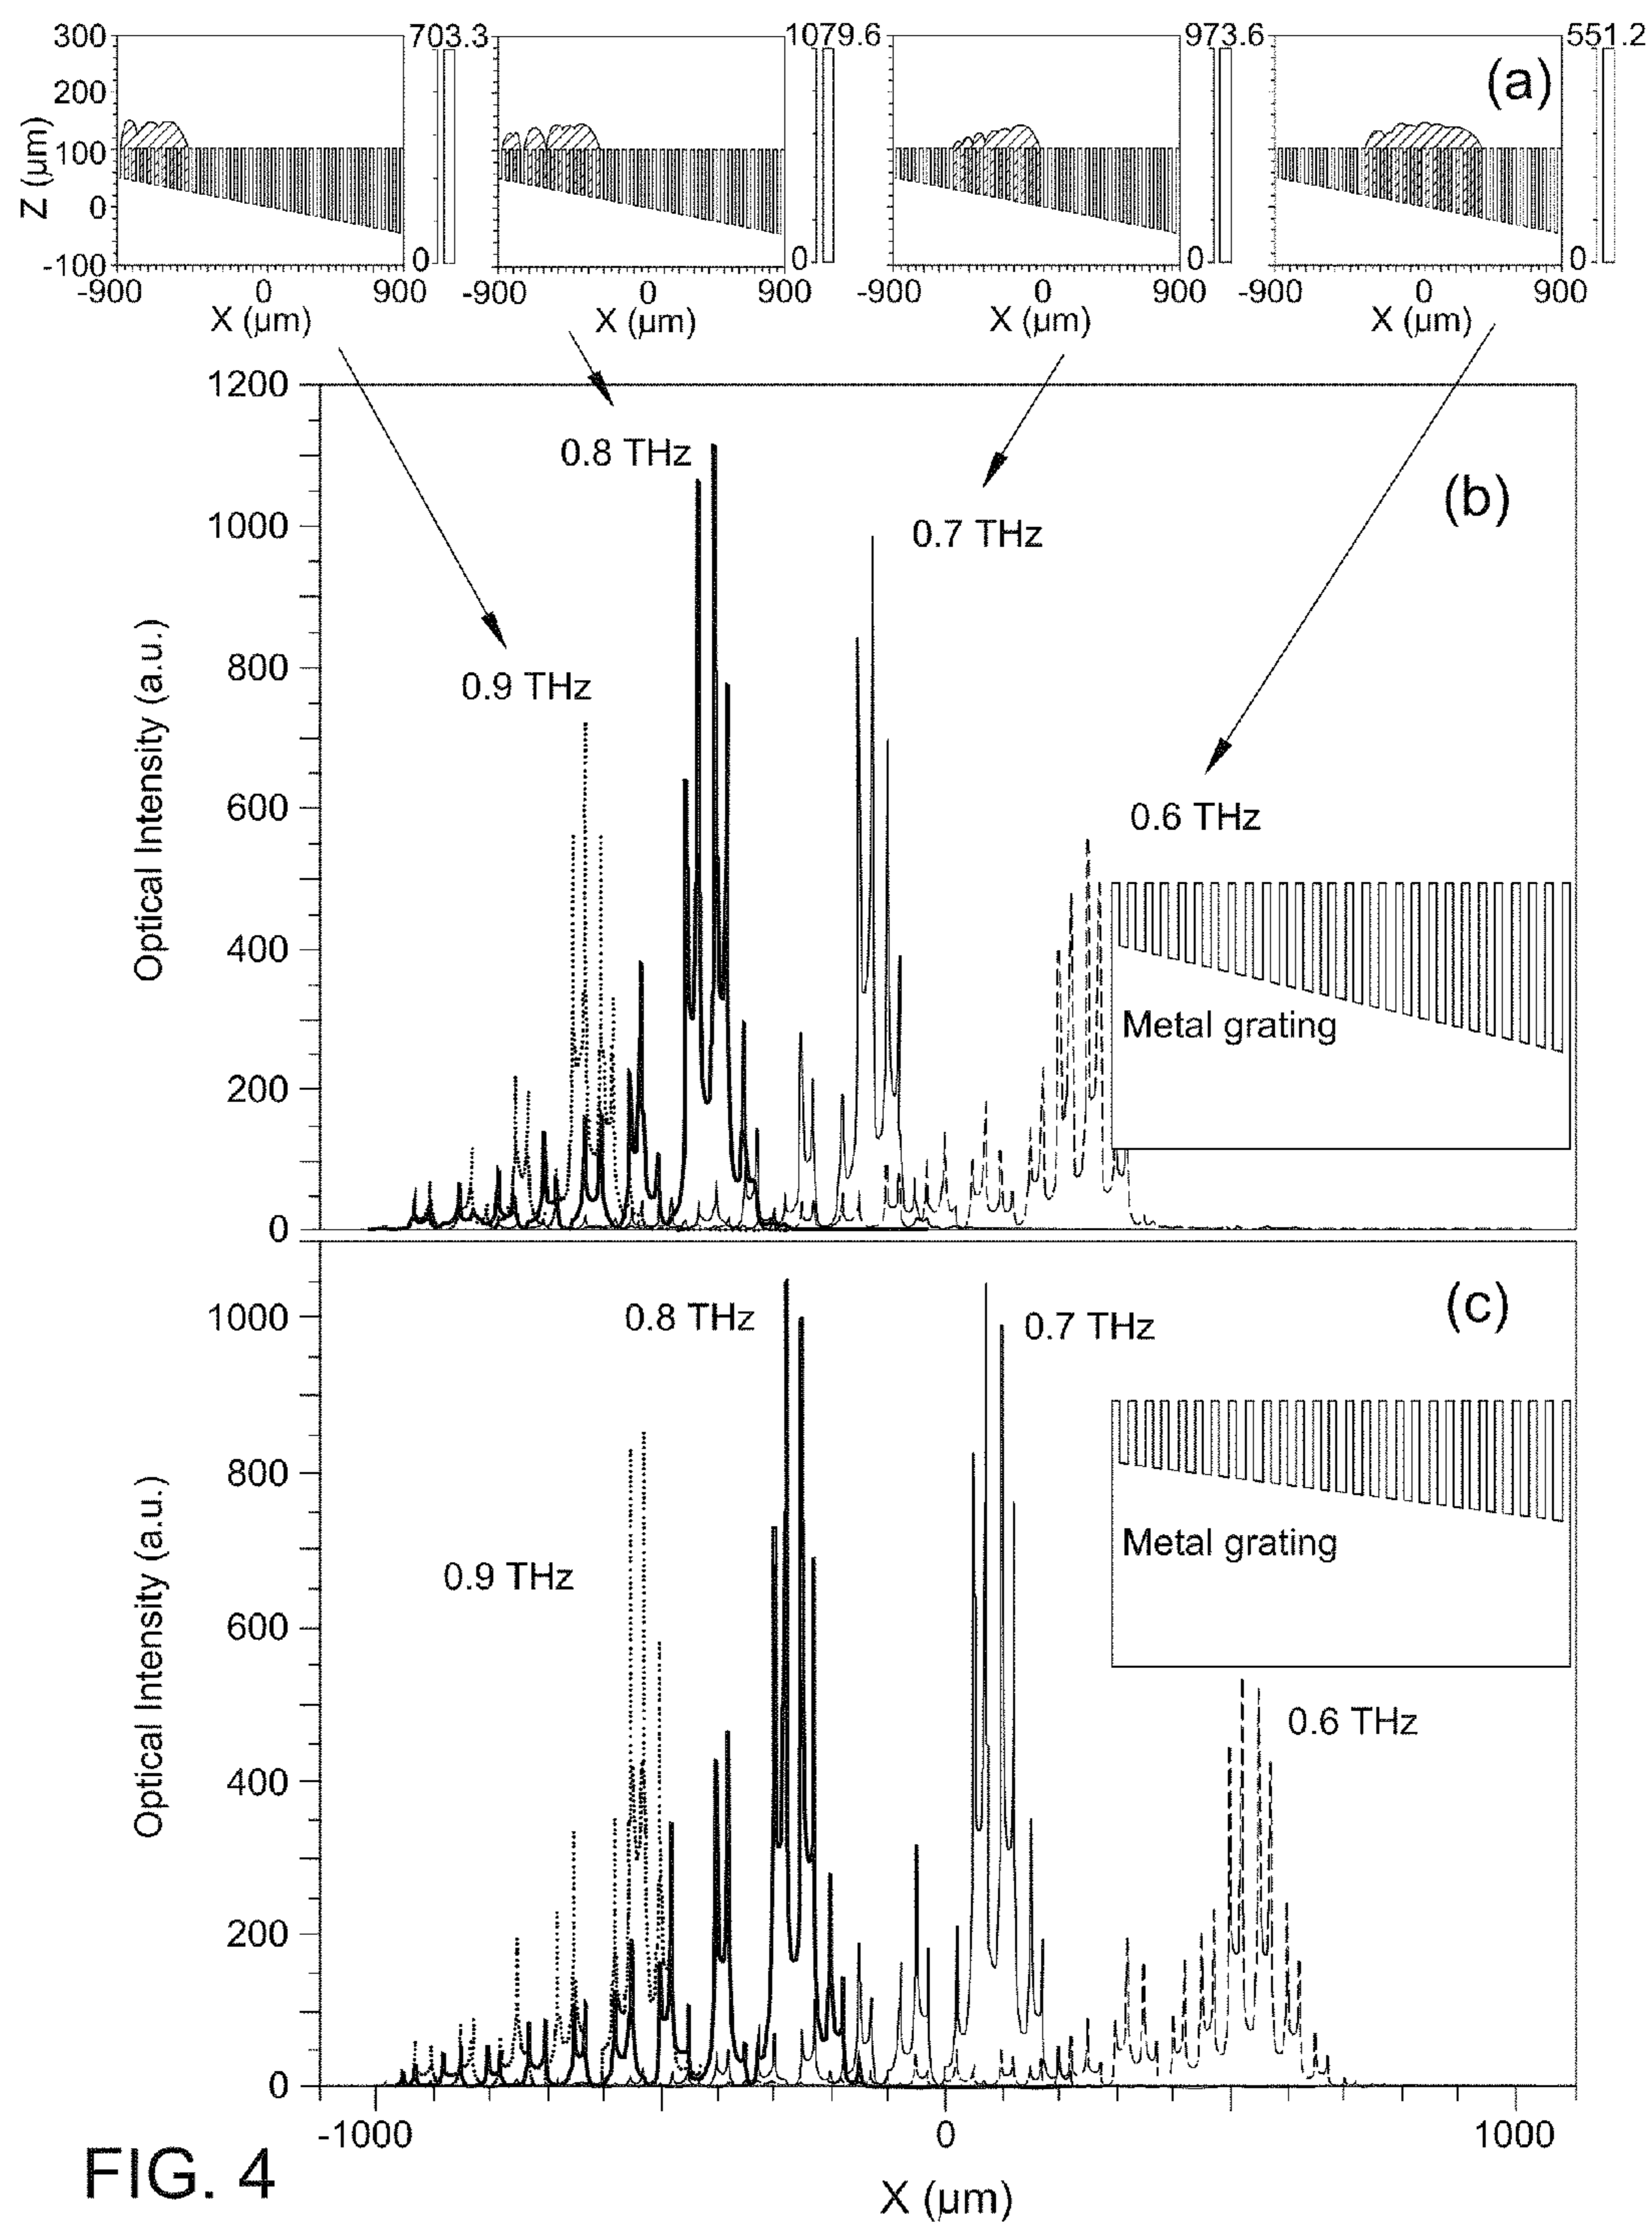 300 703.3 1079.6 973.6 551.2
200 (a)
Z (µm)
100
0
-100 0 0 0 0
-900 0 900 -900 0 900 -900 0 900 -900 0 900
X (µm) X (µm) X (µm) X (µm)
1200
0.8 THz
(b)
1000
0.7 THz
Optical Intensity (a.u.)
800
0.9 THz
600
0.6 THz
400
Metal grating
200
0
(c)
1000
0.8 THz
0.7 THz
Optical Intensity (a.u.)
800
Metal grating
0.9 THz
600
0.6 THz
400
200
0
-1000 0 1000
X (µm)
FIG. 4